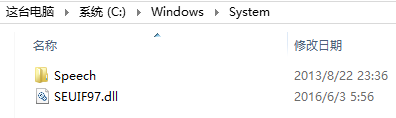 这台电脑 系统 (C:) Windows System
名称 修改日期
Speech 2013/8/22 23:36
SEUIF97.dll 2016/6/3 5:56